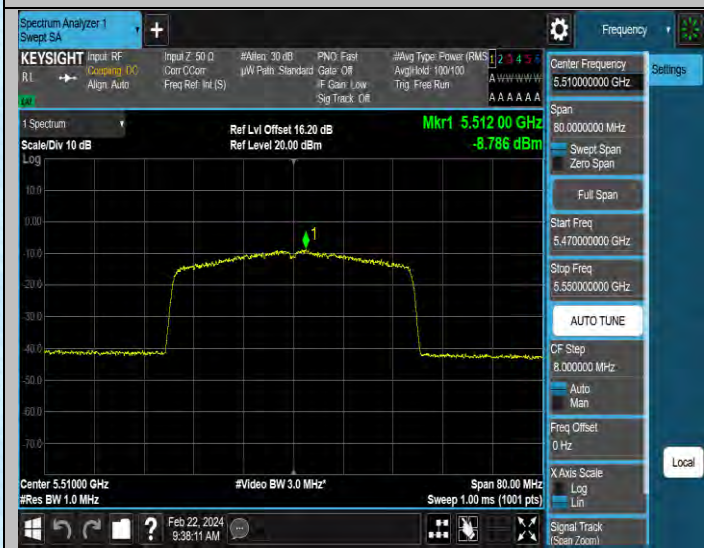 Spectrum Analyzer 1
Swept SA
+
Frequency
KEYSIGHT
RL
Input: RF
Coupling: DC
Align: Auto
Input Z: 50 Ω
Corr CCorr
Freq Ref: Int (S)
#Atten: 30 dB
µW Path: Standard
PNO: Fast
Gate: Off
IF Gain: Low
Sig Track: Off
#Avg Type: Power (RMS
Avg|Hold: 100/100
Trig: Free Run
1 2 3 4 5 6
A W W W W W
A A A A A A
1 Spectrum
Scale/Div 10 dB
Ref Lvl Offset 16.20 dB
Ref Level 20.00 dBm
Mkr1 5.512 00 GHz
-8.786 dBm
Log
10.0
0.00
-10.0
-20.0
-30.0
-40.0
-50.0
-60.0
-70.0
1
Center 5.51000 GHz
#Res BW 1.0 MHz
#Video BW 3.0 MHz*
Span 80.00 MHz
Sweep 1.00 ms (1001 pts)
Center Frequency
5.510000000 GHz
Settings
Span
80.0000000 MHz
Swept Span
Zero Span
Full Span
Start Freq
5.470000000 GHz
Stop Freq
5.550000000 GHz
AUTO TUNE
CF Step
8.000000 MHz
Auto
Man
Freq Offset
0 Hz
X Axis Scale
Log
Lin
Signal Track
(Span Zoom)
Local
?
Feb 22, 2024
9:38:11 AM